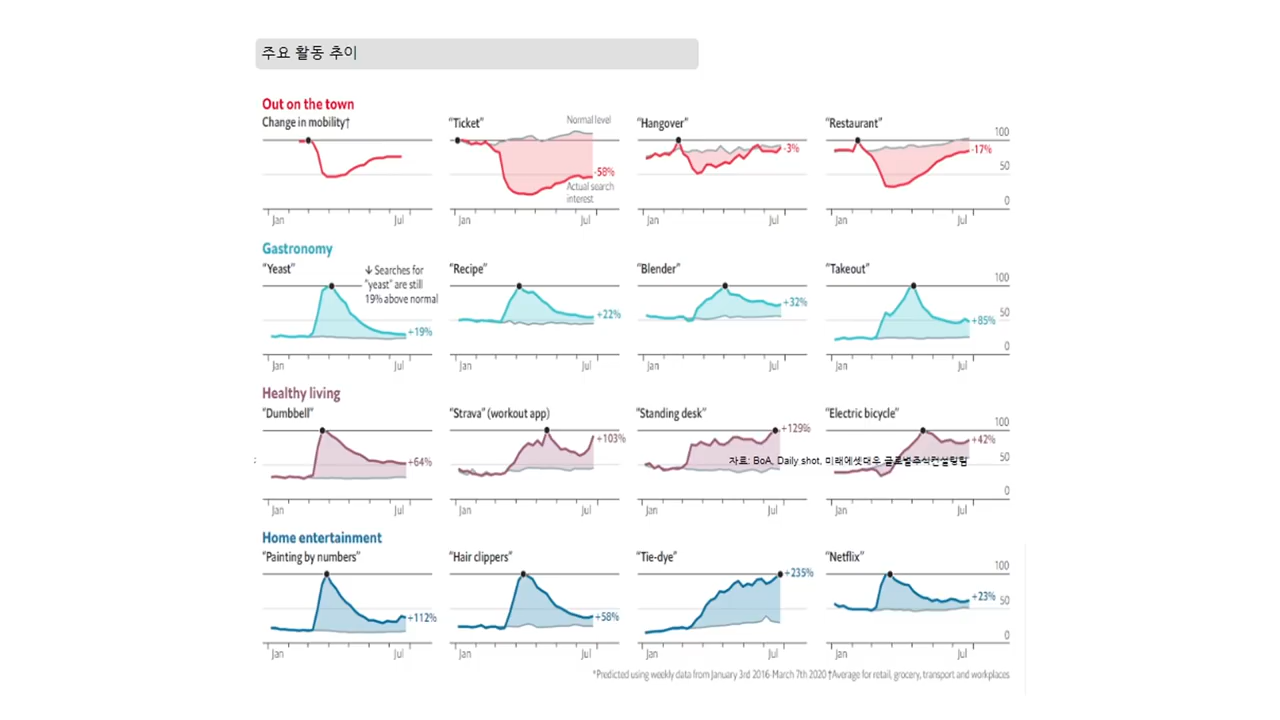 주요 활동 추이
Out on the town
Change in mobility†
"Ticket"
Normal level
"Hangover"
"Restaurant"
100
-3%
-17%
50
-58%
Actual search
interest
0
Jan Jul Jan Jul Jan Jul Jan Jul
Gastronomy
"Yeast"
↓ Searches for
"yeast" are still
19% above normal
"Recipe"
"Blender"
"Takeout"
100
+32%
50
+22%
+85%
+19%
0
Jan Jul Jan Jul Jan Jul Jan Jul
Healthy living
"Dumbbell"
"Strava" (workout app)
"Standing desk"
"Electric bicycle"
100
+129%
+103%
+42%
+64%
50
자료: BoA, Daily shot, 미래에셋대우 글로벌주식컨설팅팀
0
Jan Jul Jan Jul Jan Jul Jan Jul
Home entertainment
"Painting by numbers"
"Hair clippers"
"Tie-dye"
"Netflix"
100
+235%
+23%
50
+112%
+58%
0
Jan Jul Jan Jul Jan Jul Jan Jul
*Predicted using weekly data from January 3rd 2016-March 7th 2020 †Average for retail, grocery, transport and workplaces